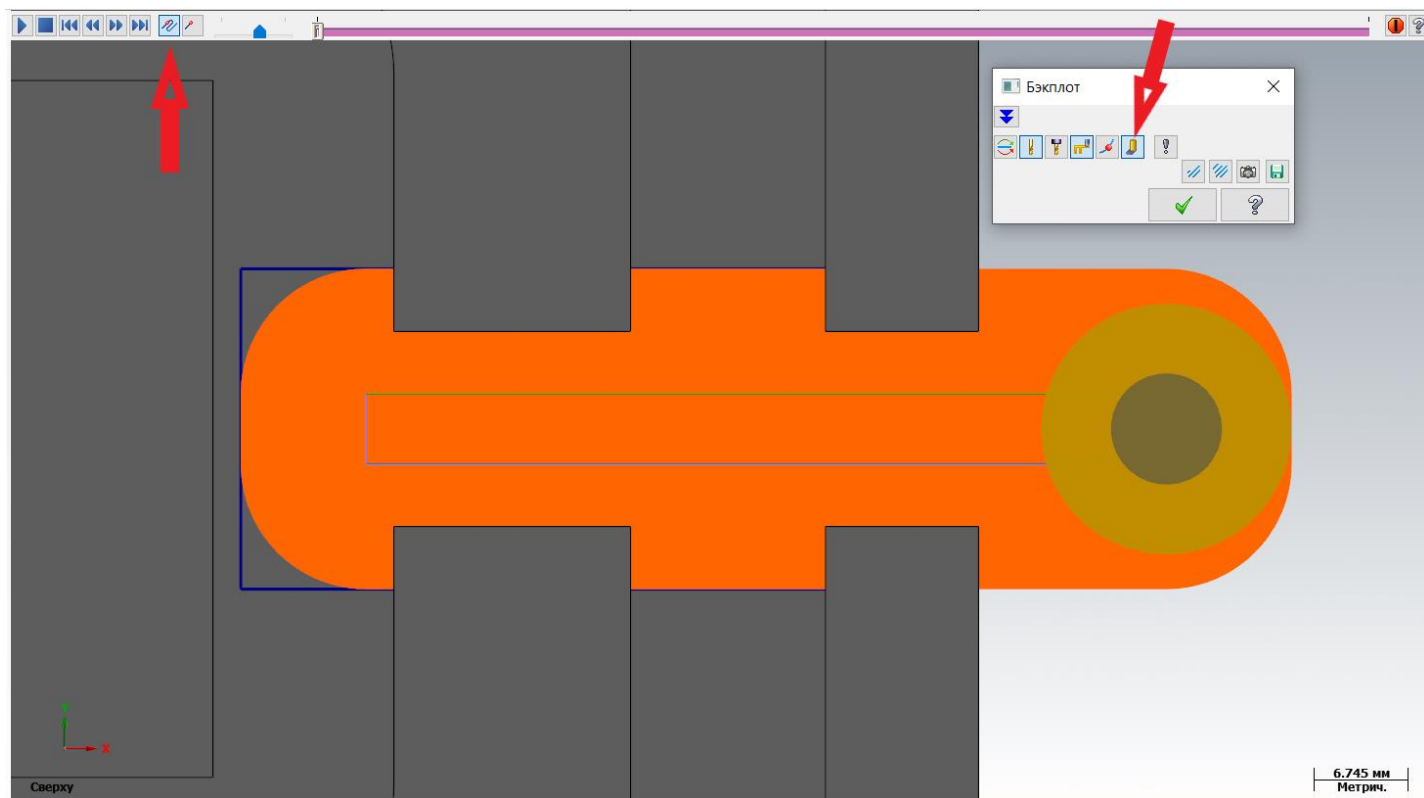 Бэкплот
Y
X
Сверху
6.745 мм
Метрич.